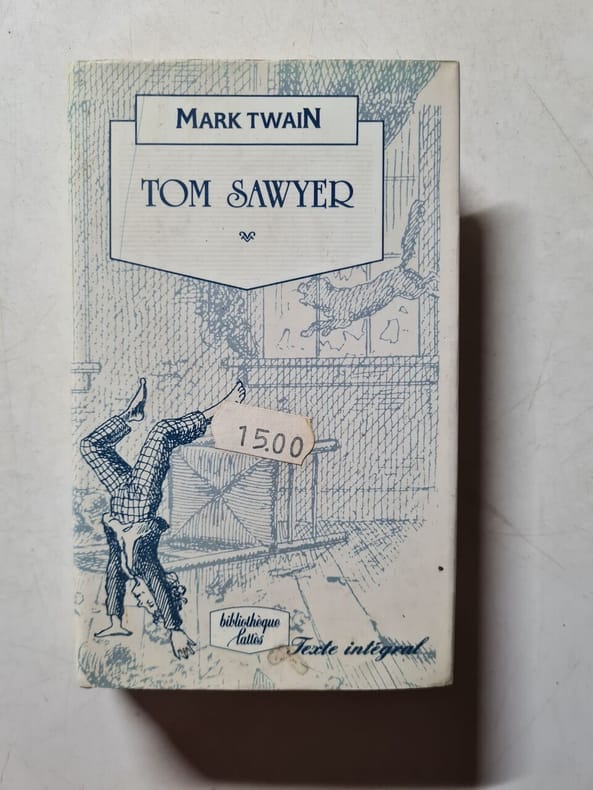 MARK TWAIN
TOM SAWYER
15.00
bibliothèque
Lattès
Texte intégral